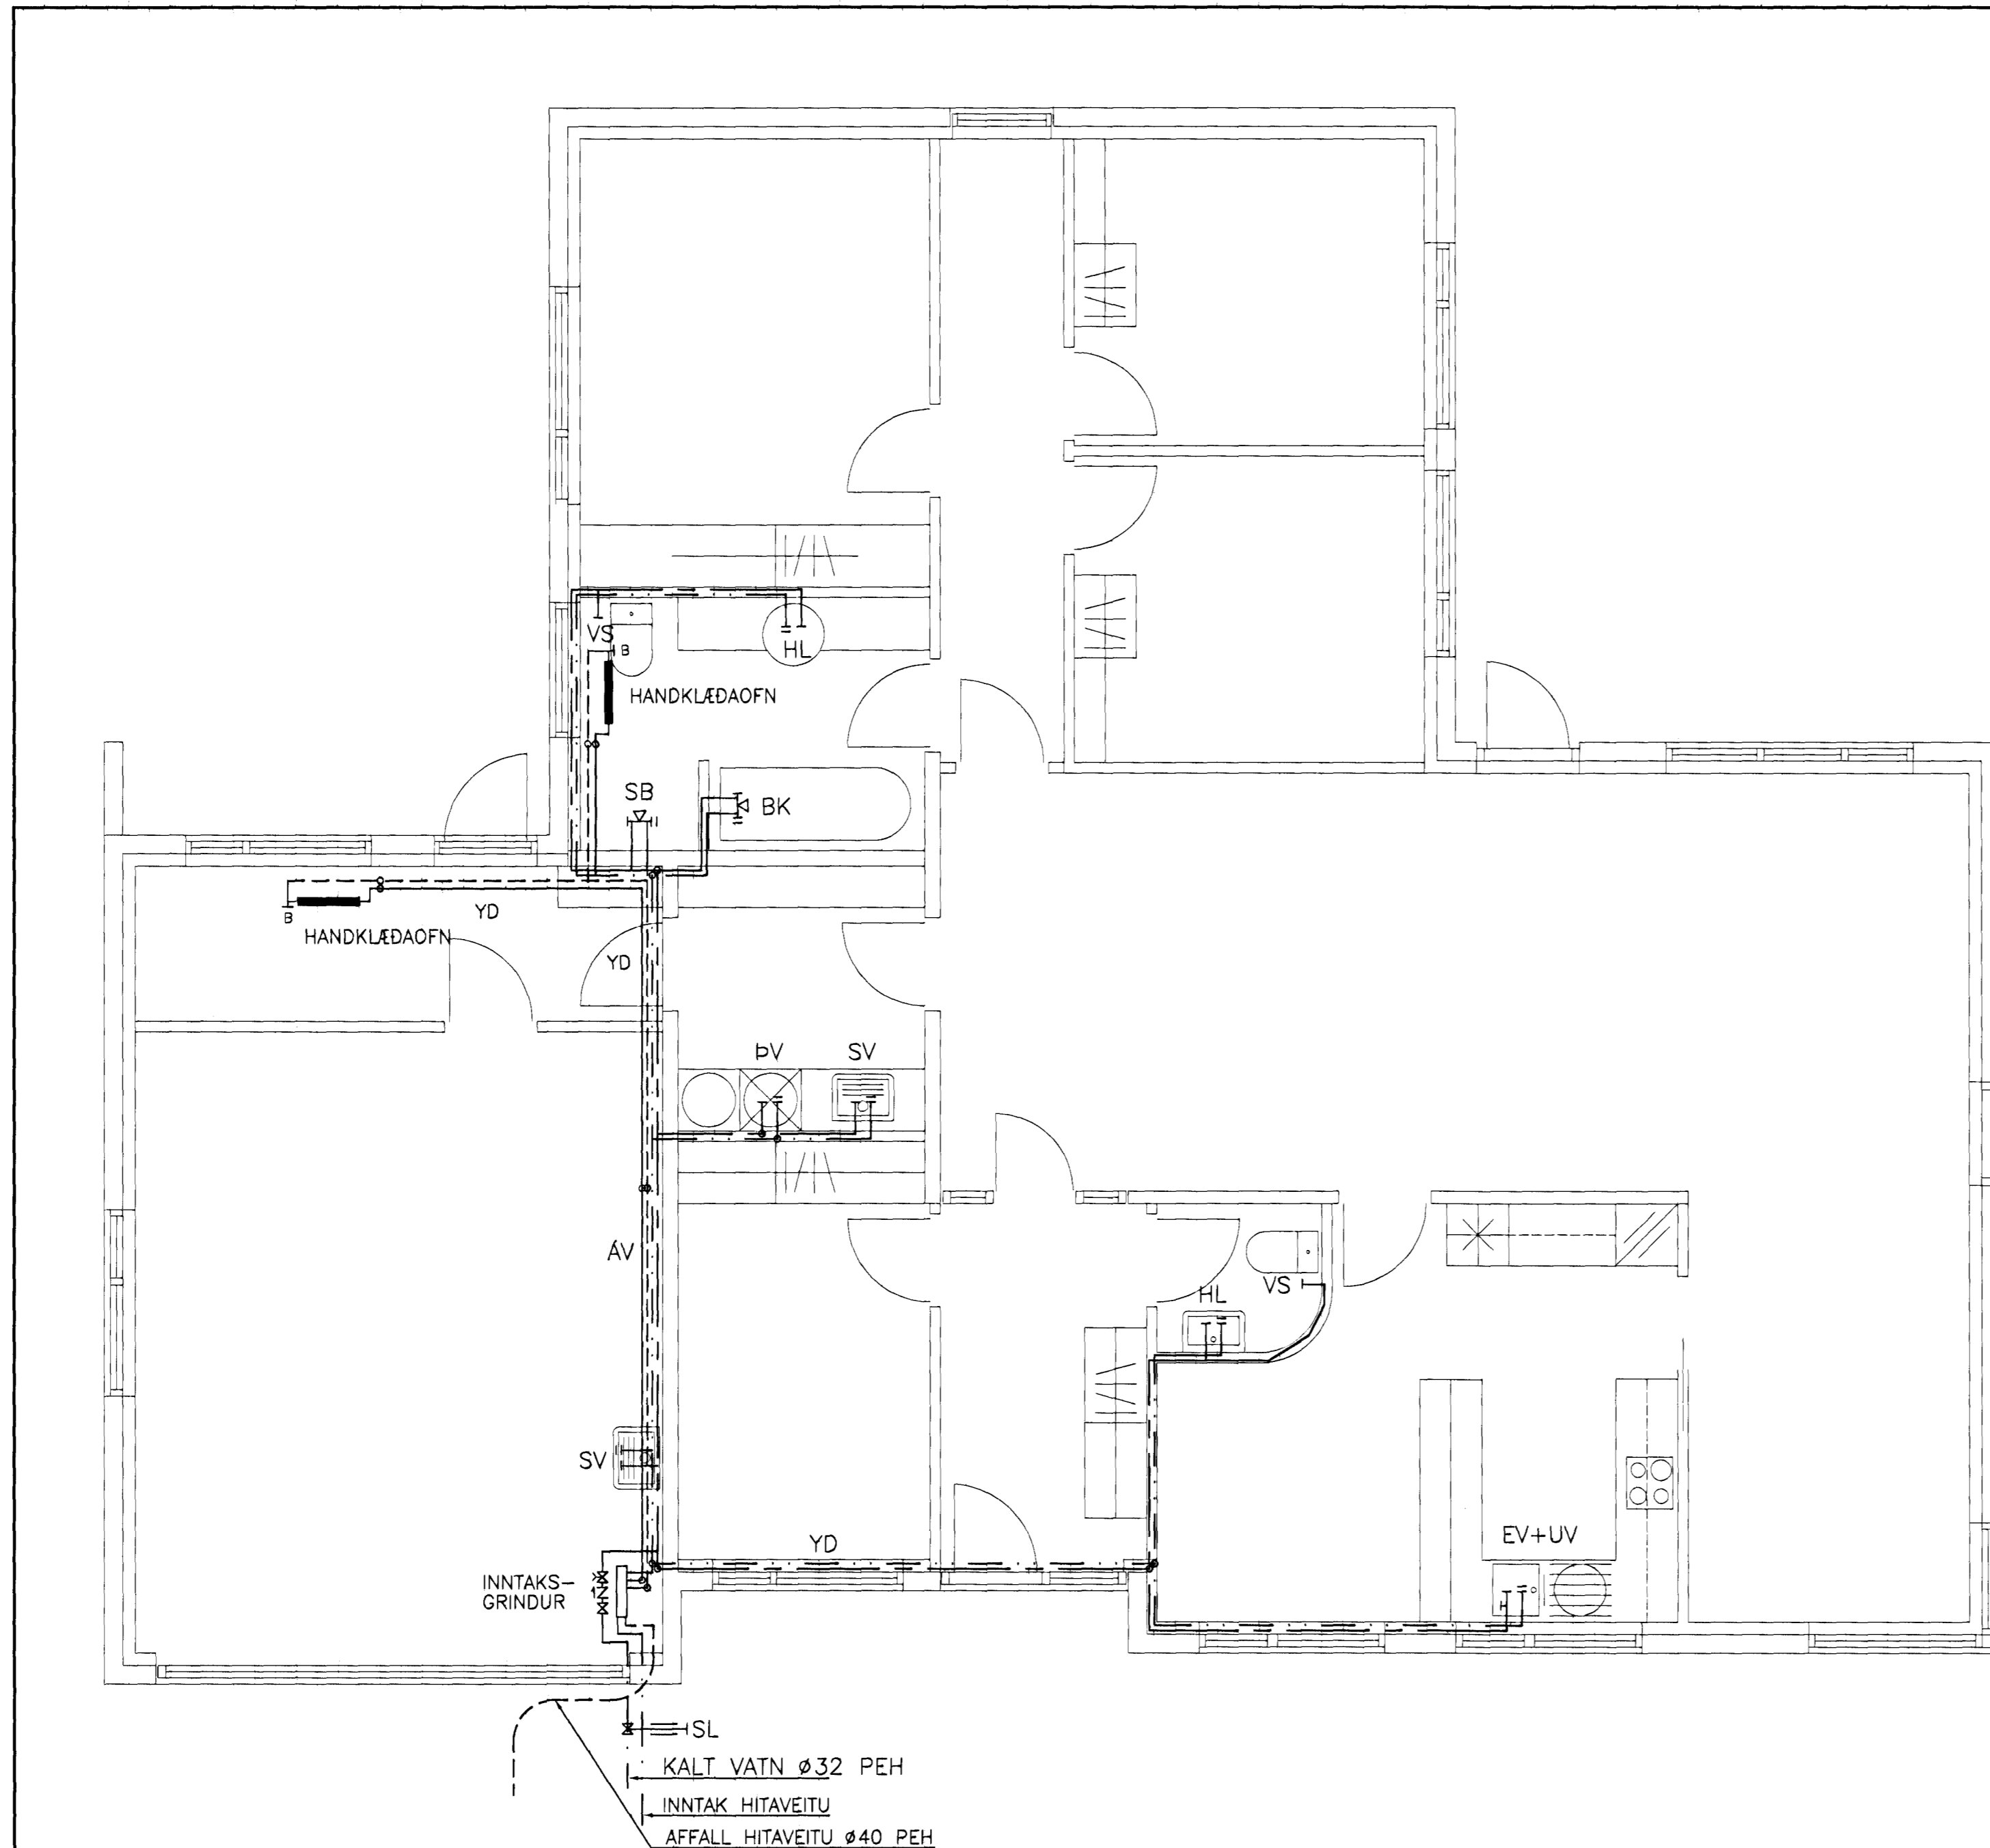 VS
HL
B
HANDKLÆÐAOFN
SB
BK
B
YD
HANDKLÆÐAOFN
YD
ÞV
SV
ÁV
VS
HL
SV
YD
EV+UV
INNTAKS-
GRINDUR
SL
KALT VATN Ø32 PEH
INNTAK HITAVEITU
AFFALL HITAVEITU Ø40 PEH